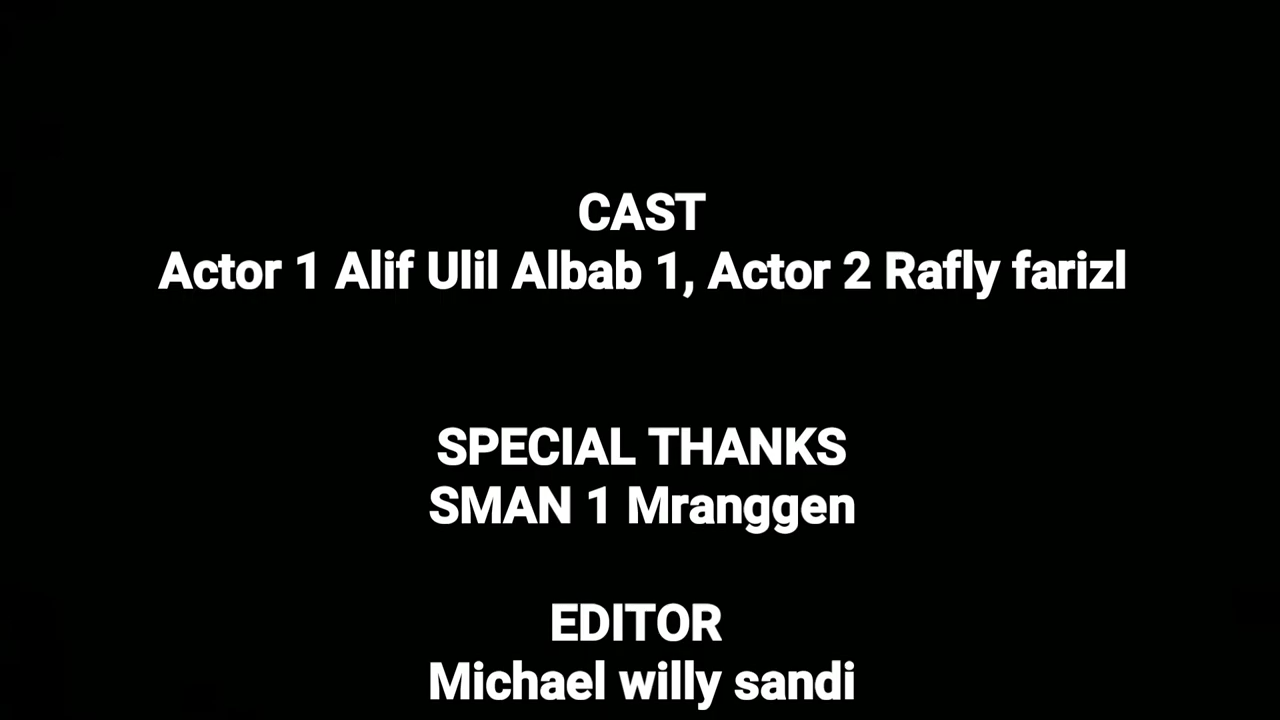 CAST
Actor 1 Alif Ulil Albab 1, Actor 2 Rafly farizl
SPECIAL THANKS
SMAN 1 Mranggen
EDITOR
Michael willy sandi